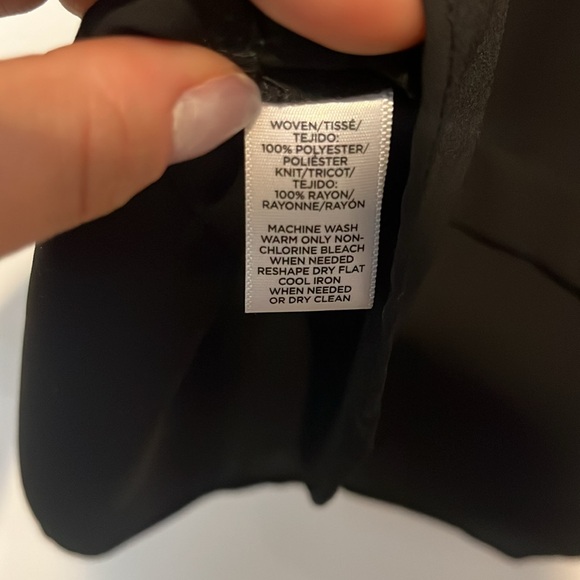 WOVEN/TISSÉ/
TEJIDO:
100% POLYESTER/
POLIÉSTER
KNIT/TRICOT/
TEJIDO:
100% RAYON/
RAYONNE/RAYÓN
MACHINE WASH
WARM ONLY NON-
CHLORINE BLEACH
WHEN NEEDED
RESHAPE DRY FLAT
COOL IRON
WHEN NEEDED
OR DRY CLEAN